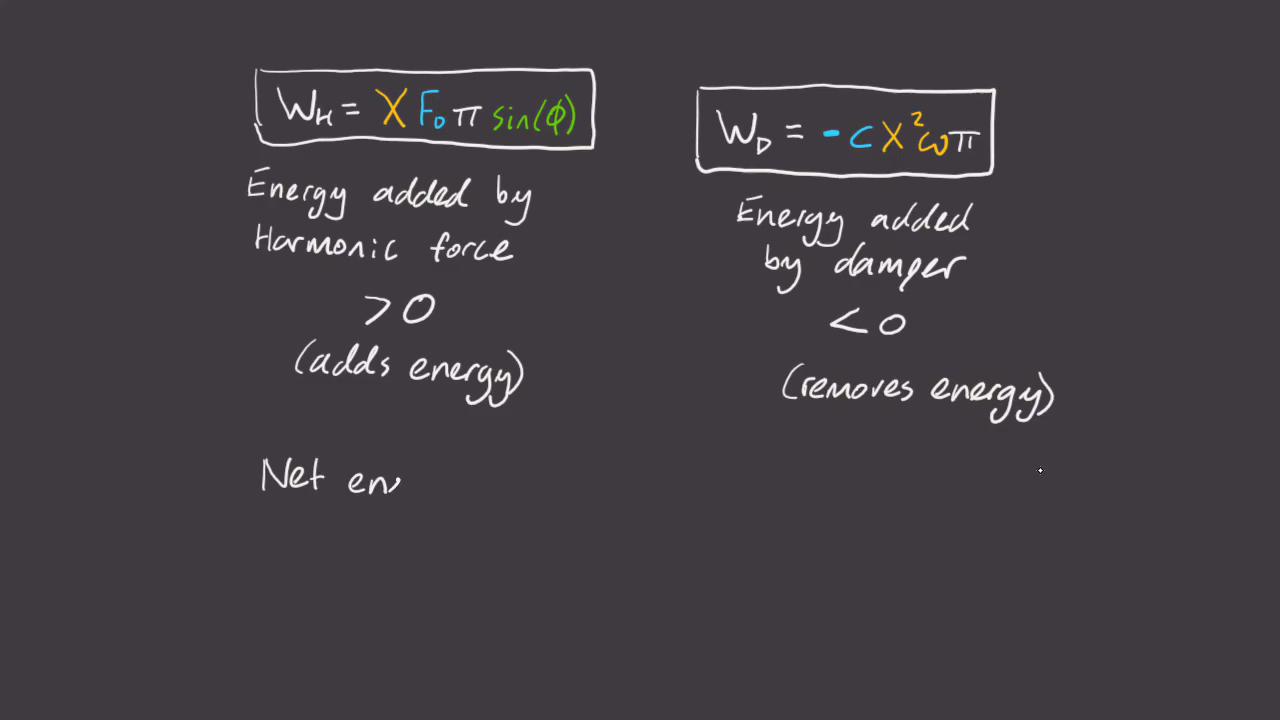 W_H = X F_0 π sin(ϕ)
Energy added by
Harmonic force
> 0
(adds energy)
W_D = -c X² ω π
Energy added
by damper
< 0
(removes energy)
Net en